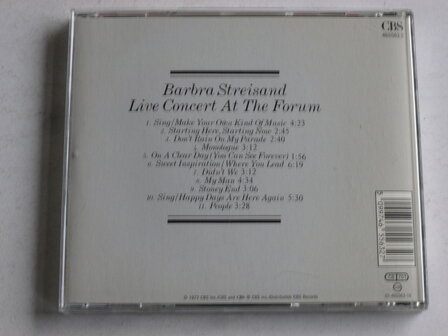 CBS
Barbra Streisand
Live Concert At The Forum
1. Sing/Make Your Own Kind Of Music 4:23
2. Starting Here, Starting Now 2:45
3. Don't Rain On My Parade 2:40
4. Monologue 3:12
5. On A Clear Day (You Can See Forever) 1:56
6. Sweet Inspiration/Where You Lead 6:19
7. Didn't We 3:12
8. My Man 4:34
9. Stoney End 3:06
10. Sing/Happy Days Are Here Again 5:30
11. People 3:28